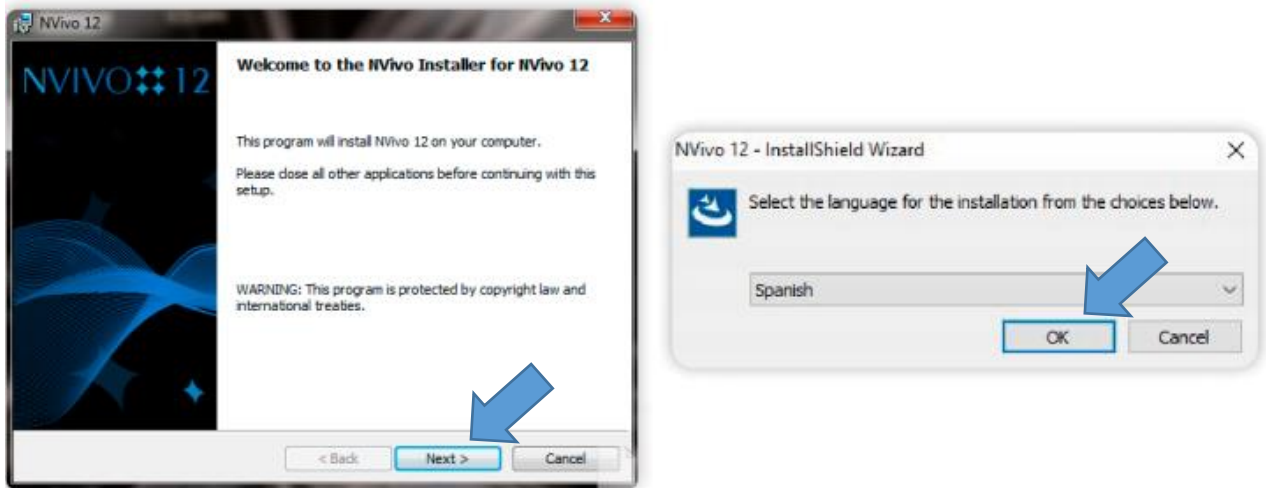 NVivo 12
NVIVO 12
Welcome to the NVivo Installer for NVivo 12
This program will install NVivo 12 on your computer.
Please close all other applications before continuing with this
setup.
WARNING: This program is protected by copyright law and
international treaties.
< Back
Next >
Cancel
NVivo 12 - InstallShield Wizard
Select the language for the installation from the choices below.
Spanish
OK
Cancel